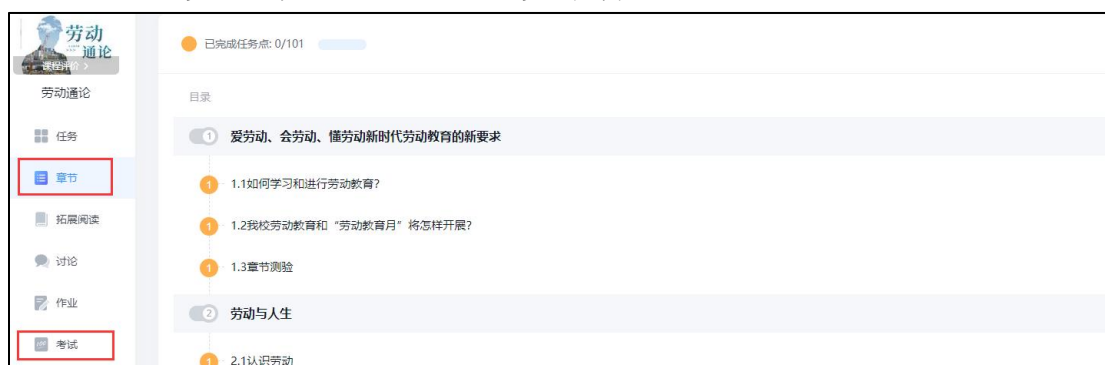 劳动
通论
课程评价 >
劳动通论
任务
章节
拓展阅读
讨论
作业
考试
已完成任务点: 0/101
目录
1 爱劳动、会劳动、懂劳动新时代劳动教育的新要求
1 1.1如何学习和进行劳动教育?
1 1.2我校劳动教育和“劳动教育月”将怎样开展?
1 1.3章节测验
2 劳动与人生
1 2.1认识劳动